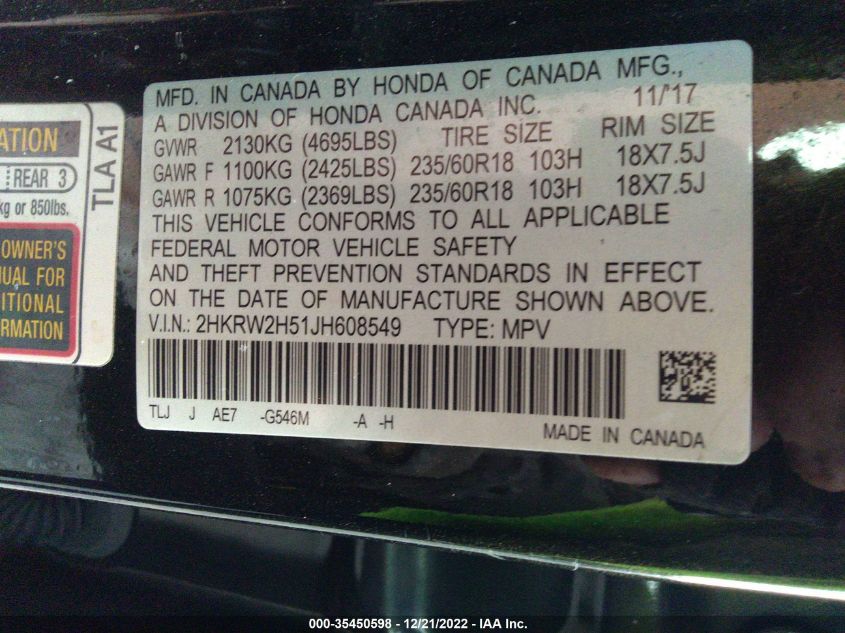 MFD. IN CANADA BY HONDA OF CANADA MFG.,
A DIVISION OF HONDA CANADA INC. 11/'17
GVWR 2130KG (4695LBS) TIRE SIZE RIM SIZE
GAWR F 1100KG (2425LBS) 235/60R18 103H 18X7.5J
GAWR R 1075KG (2369LBS) 235/60R18 103H 18X7.5J
THIS VEHICLE CONFORMS TO ALL APPLICABLE
FEDERAL MOTOR VEHICLE SAFETY
AND THEFT PREVENTION STANDARDS IN EFFECT
ON THE DATE OF MANUFACTURE SHOWN ABOVE.
V.I.N.: 2HKRW2H51JH608549 TYPE: MPV
TLJ J AE7 -G546M -A -H
MADE IN CANADA
ATION
REAR 3
kg or 850lbs.
OWNER'S
NUAL FOR
DITIONAL
RMATION
TLA A1
000-35450598 - 12/21/2022 - IAA Inc.